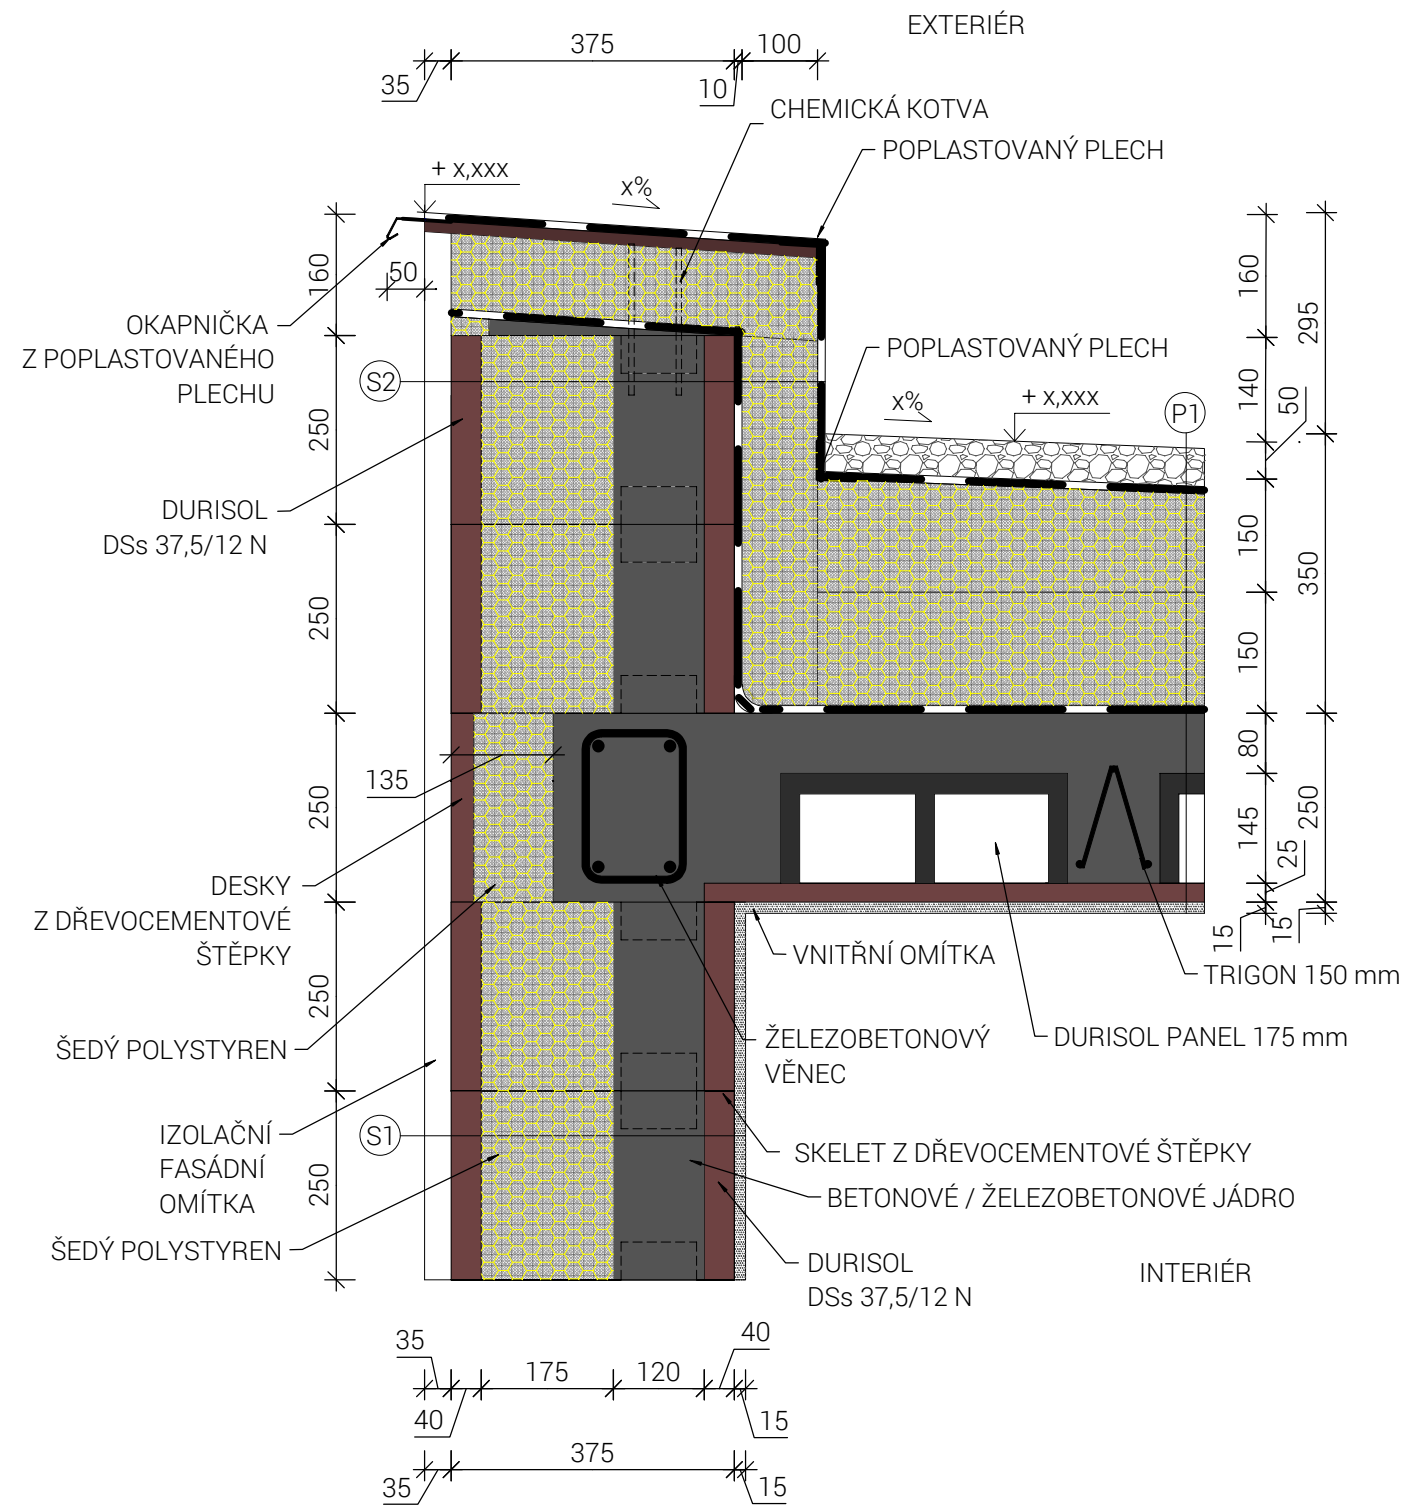 EXTERIÉR
375
100
35
10
CHEMICKÁ KOTVA
POPLASTOVANÝ PLECH
+ x,xxx
x%
160
50
OKAPNIČKA
Z POPLASTOVANÉHO
PLECHU
S2
250
DURISOL
DSs 37,5/12 N
250
POPLASTOVANÝ PLECH
x%
+ x,xxx
P1
160
295
140
50
150
350
150
80
250
145
25
15
15
135
250
DESKY
Z DŘEVOCEMENTOVÉ
ŠTĚPKY
250
ŠEDÝ POLYSTYREN
VNITŘNÍ OMÍTKA
TRIGON 150 mm
ŽELEZOBETONOVÝ
VĚNEC
DURISOL PANEL 175 mm
IZOLAČNÍ
FASÁDNÍ
OMÍTKA
S1
250
SKELET Z DŘEVOCEMENTOVÉ ŠTĚPKY
BETONOVÉ / ŽELEZOBETONOVÉ JÁDRO
ŠEDÝ POLYSTYREN
DURISOL
DSs 37,5/12 N
INTERIÉR
35
40
175
120
40
15
375
35
15